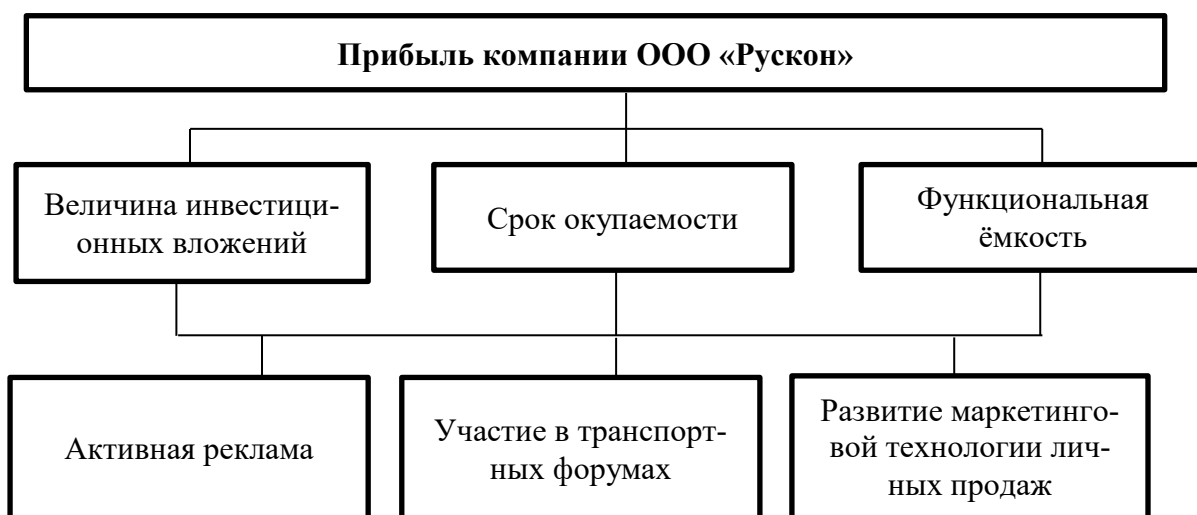 Прибыль компании ООО «Рускон»
Величина инвестици-
онных вложений
Срок окупаемости
Функциональная
ёмкость
Активная реклама
Участие в транспорт-
ных форумах
Развитие маркетинго-
вой технологии лич-
ных продаж